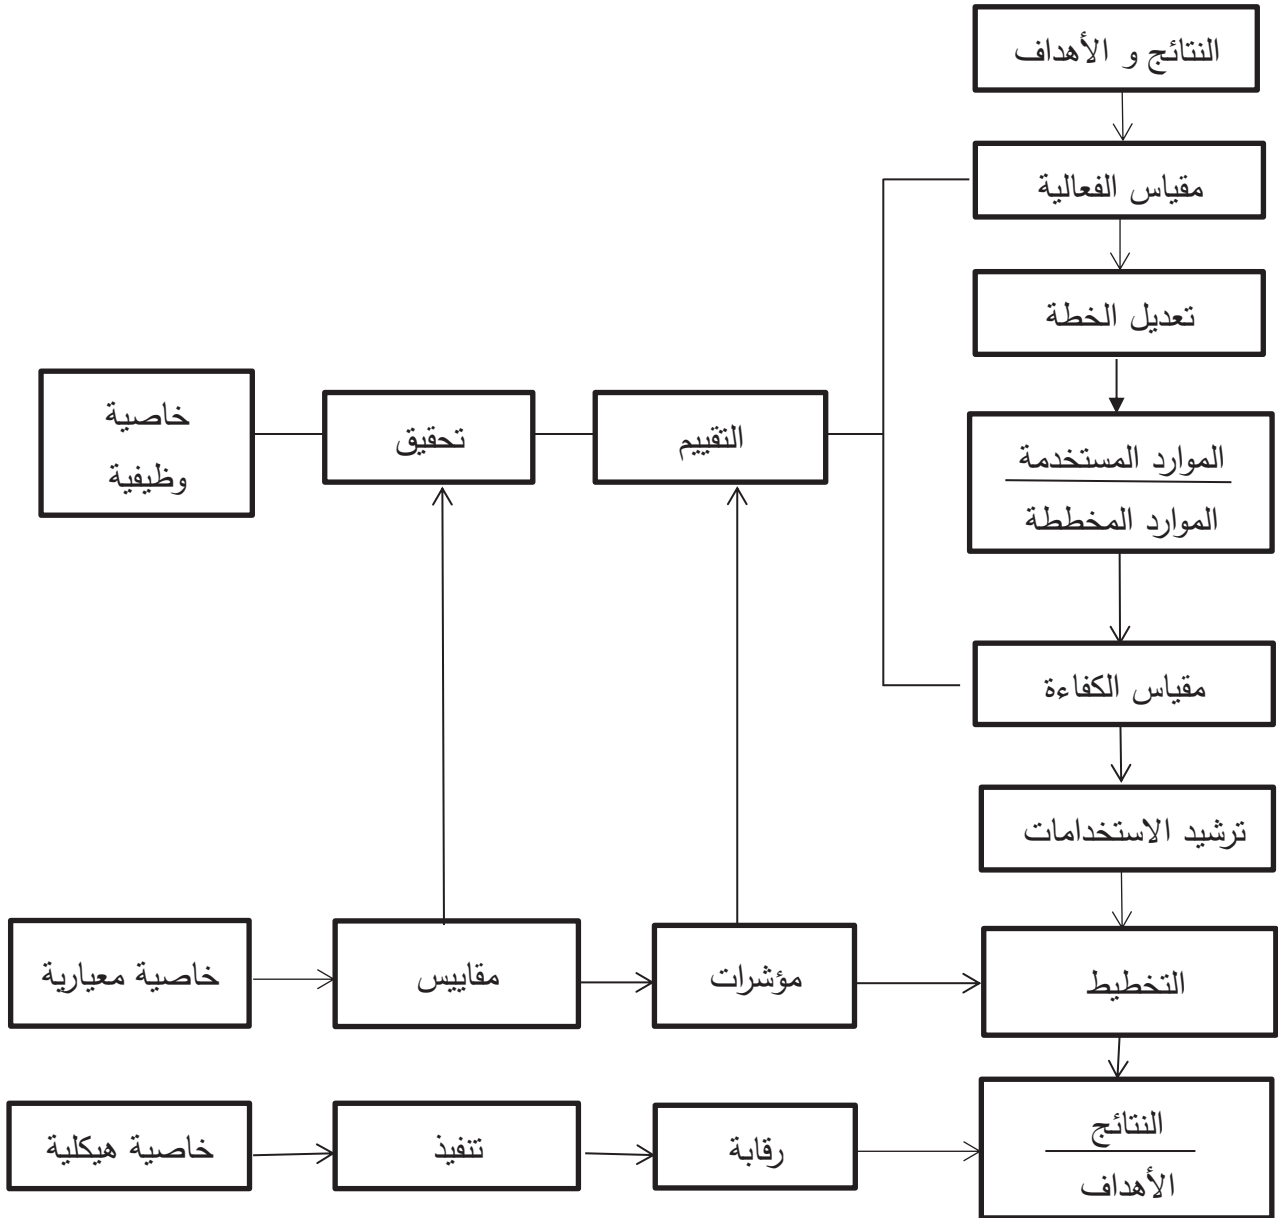 النتائج و الأهداف
مقياس الفعالية
تعديل الخطة
الموارد المستخدمة
الموارد المخططة
التقييم
تحقيق
خاصية
وظيفية
مقياس الكفاءة
ترشيد الاستخدامات
التخطيط
مؤشرات
مقاييس
خاصية معيارية
النتائج
الأهداف
رقابة
تنفيذ
خاصية هيكلية